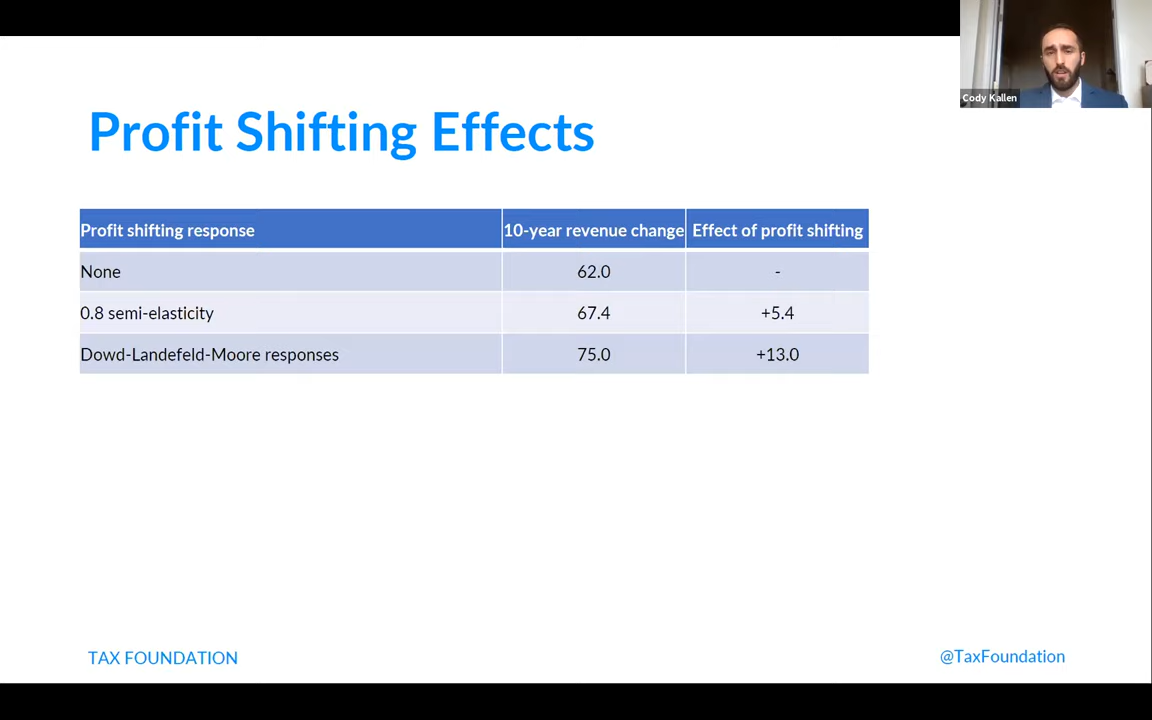 Cody Kallen
Profit Shifting Effects
Profit shifting response 10-year revenue change Effect of profit shifting
None 62.0 -
0.8 semi-elasticity 67.4 +5.4
Dowd-Landefeld-Moore responses 75.0 +13.0
TAX FOUNDATION @TaxFoundation